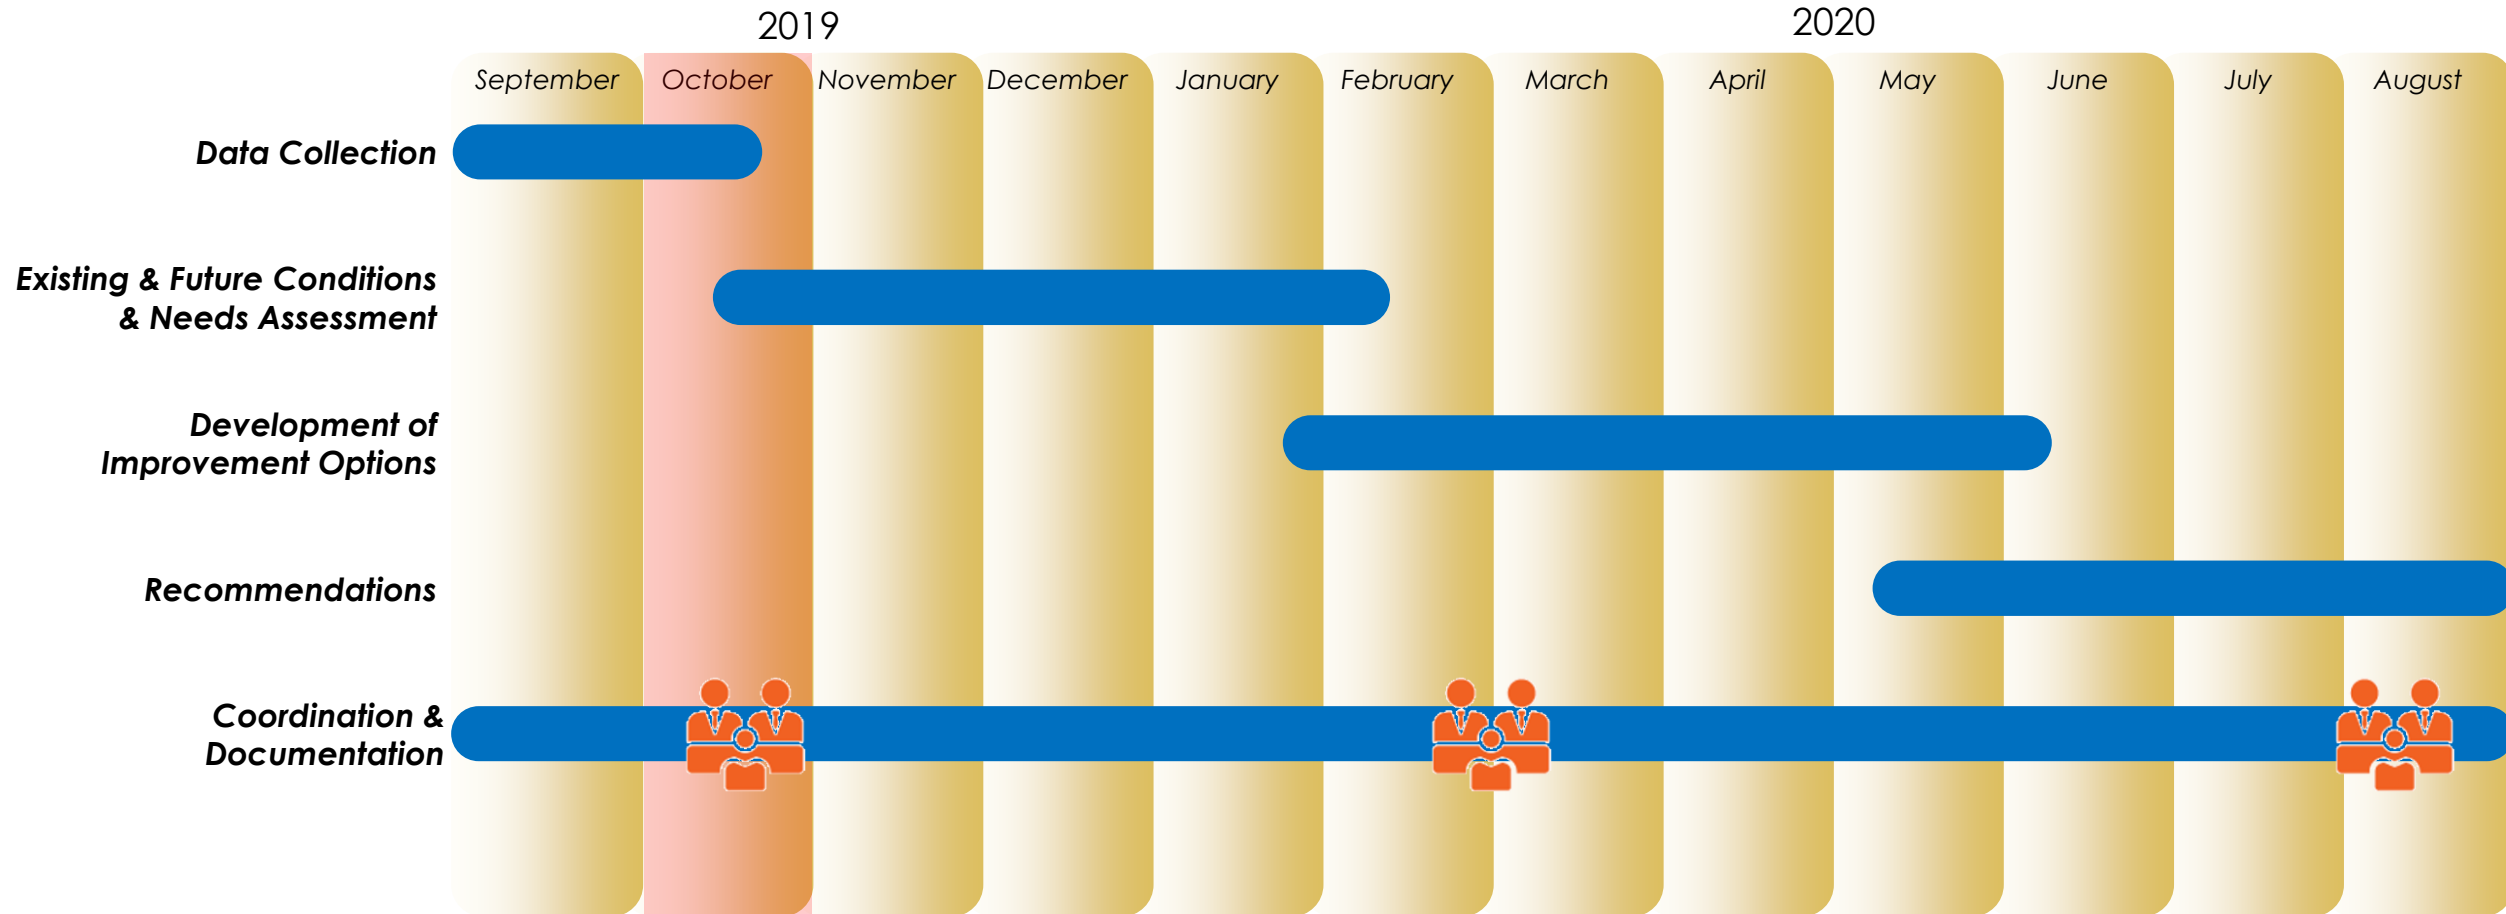 2019
2020
September October November December January February March April May June July August
Data Collection
Existing & Future Conditions
& Needs Assessment
Development of
Improvement Options
Recommendations
Coordination &
Documentation